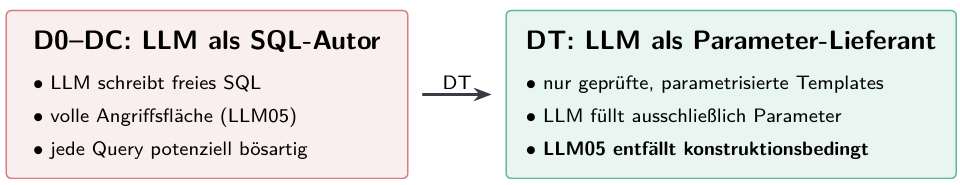 D0–DC: LLM als SQL-Autor
• LLM schreibt freies SQL
• volle Angriffsfläche (LLM05)
• jede Query potenziell bösartig
DT
DT: LLM als Parameter-Lieferant
• nur geprüfte, parametrisierte Templates
• LLM füllt ausschließlich Parameter
• LLM05 entfällt konstruktionsbedingt